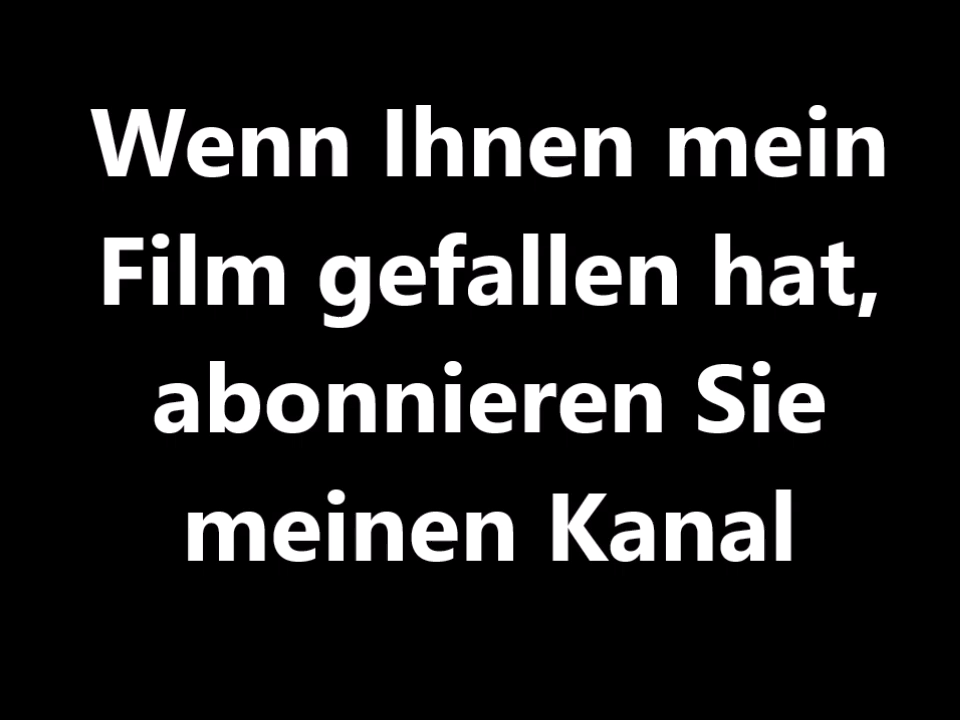 Wenn Ihnen mein
Film gefallen hat,
abonnieren Sie
meinen Kanal